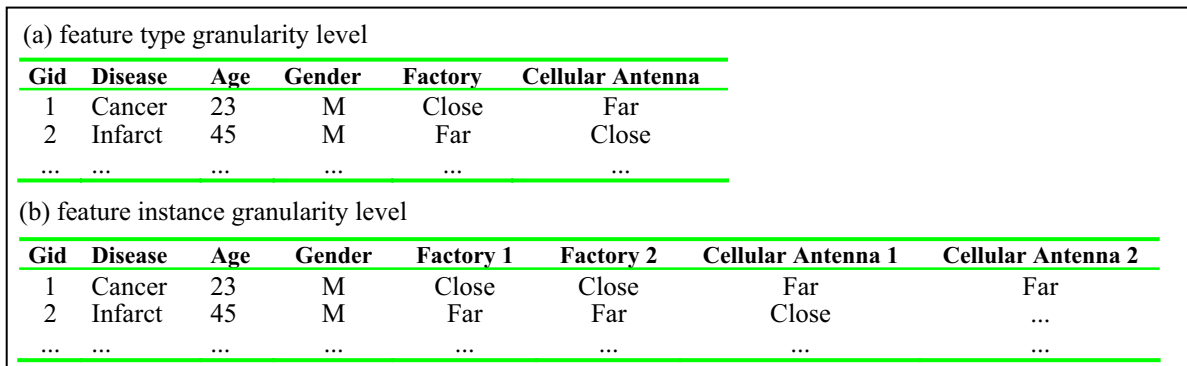 (a) feature type granularity level
Gid Disease Age Gender Factory Cellular Antenna
1 Cancer 23 M Close Far
2 Infarct 45 M Far Close
... ... ... ... ... ...
(b) feature instance granularity level
Gid Disease Age Gender Factory 1 Factory 2 Cellular Antenna 1 Cellular Antenna 2
1 Cancer 23 M Close Close Far Far
2 Infarct 45 M Far Far Close ...
... ... ... ... ... ... ... ...